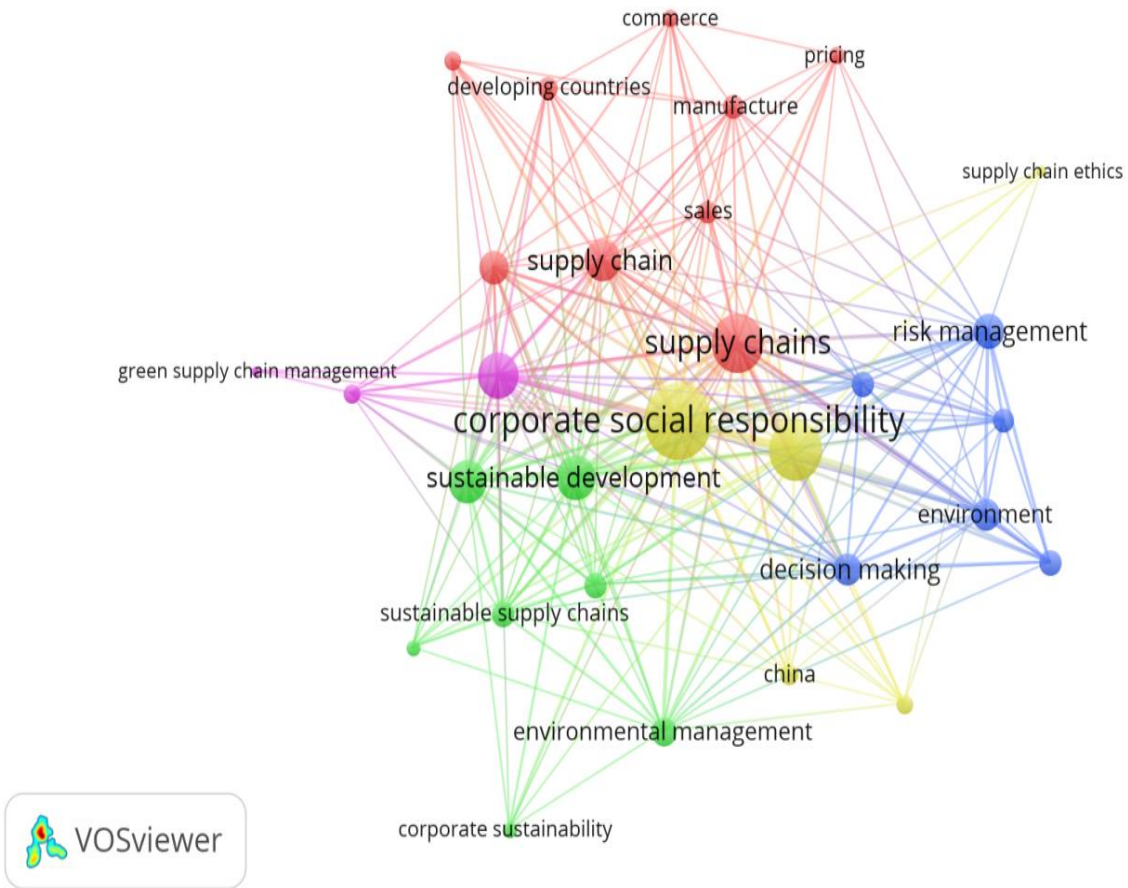 commerce
pricing
developing countries
manufacture
supply chain ethics
sales
supply chain
risk management
supply chains
green supply chain management
corporate social responsibility
sustainable development
environment
decision making
sustainable supply chains
china
environmental management
corporate sustainability
VOSviewer